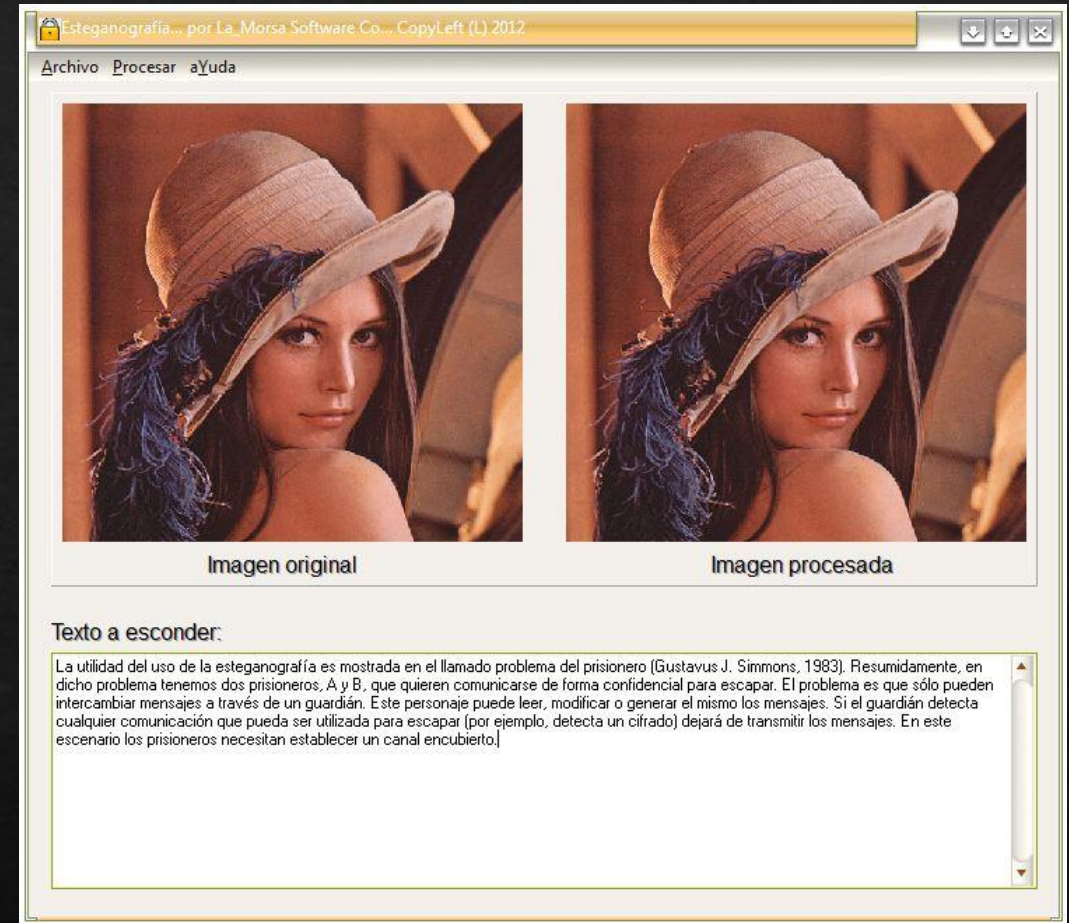 Esteganografía... por La_Morsa Software Co... CopyLeft (L) 2012
Archivo Procesar aYuda
Imagen original Imagen procesada
Texto a esconder:
La utilidad del uso de la esteganografía es mostrada en el llamado problema del prisionero (Gustavus J. Simmons, 1983). Resumidamente, en
dicho problema tenemos dos prisioneros, A y B, que quieren comunicarse de forma confidencial para escapar. El problema es que sólo pueden
intercambiar mensajes a través de un guardián. Este personaje puede leer, modificar o generar el mismo los mensajes. Si el guardián detecta
cualquier comunicación que pueda ser utilizada para escapar (por ejemplo, detecta un cifrado) dejará de transmitir los mensajes. En este
escenario los prisioneros necesitan establecer un canal encubierto.